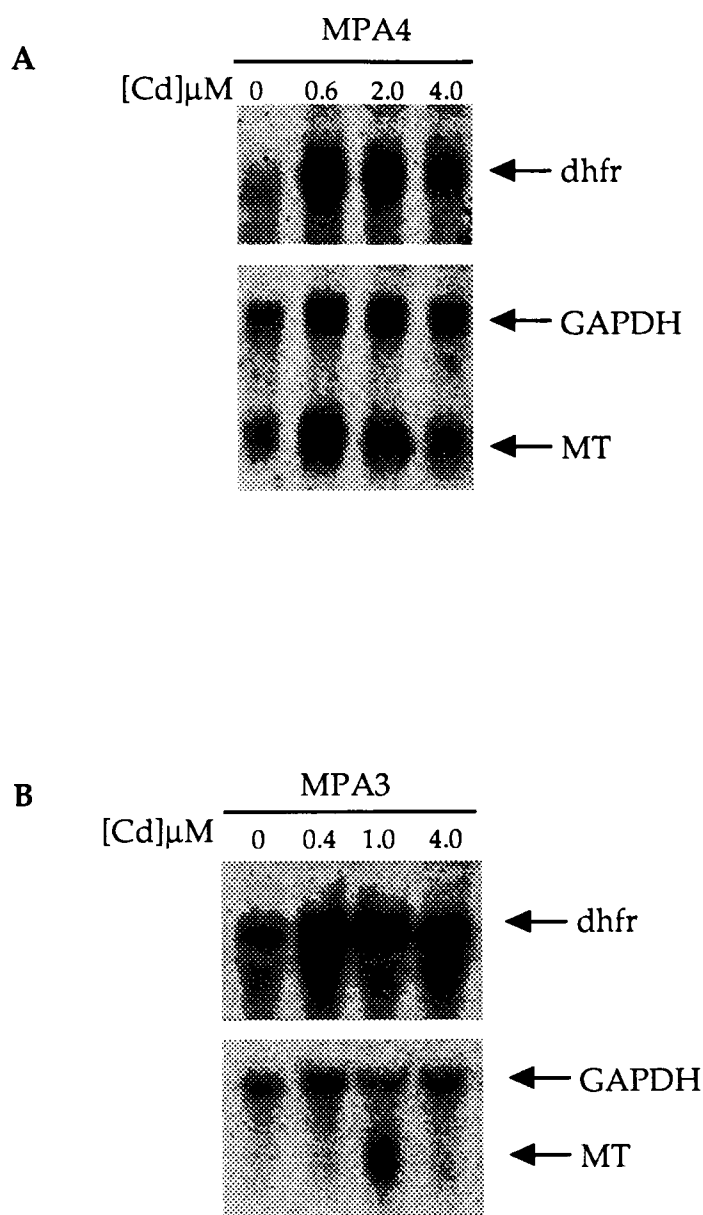 A
MPA4
[Cd]μM 0 0.6 2.0 4.0
dhfr
GAPDH
MT
B
MPA3
[Cd]μM 0 0.4 1.0 4.0
dhfr
GAPDH
MT